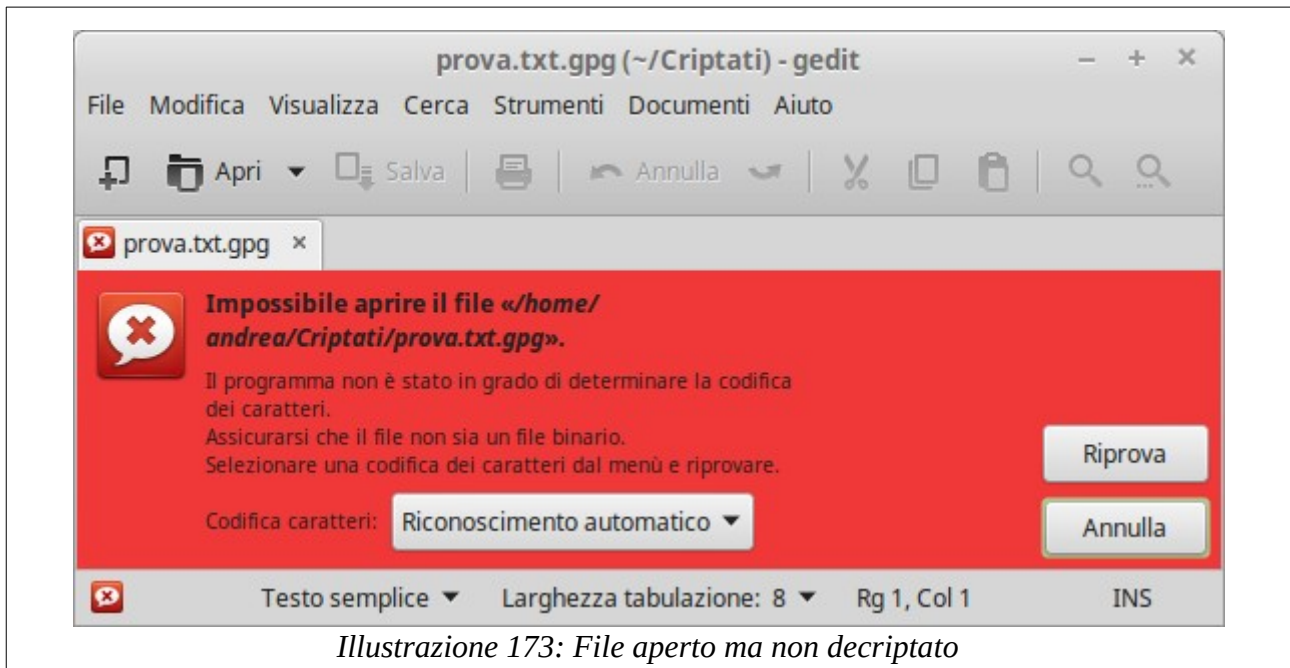 prova.txt.gpg (~/Criptati) - gedit
File Modifica Visualizza Cerca Strumenti Documenti Aiuto
Apri Salva Annulla
prova.txt.gpg
Impossibile aprire il file «/home/
andrea/Criptati/prova.txt.gpg».
Il programma non è stato in grado di determinare la codifica
dei caratteri.
Assicurarsi che il file non sia un file binario.
Selezionare una codifica dei caratteri dal menù e riprovare.
Riprova
Codifica caratteri: Riconoscimento automatico
Annulla
Testo semplice Larghezza tabulazione: 8 Rg 1, Col 1 INS
Illustrazione 173: File aperto ma non decriptato